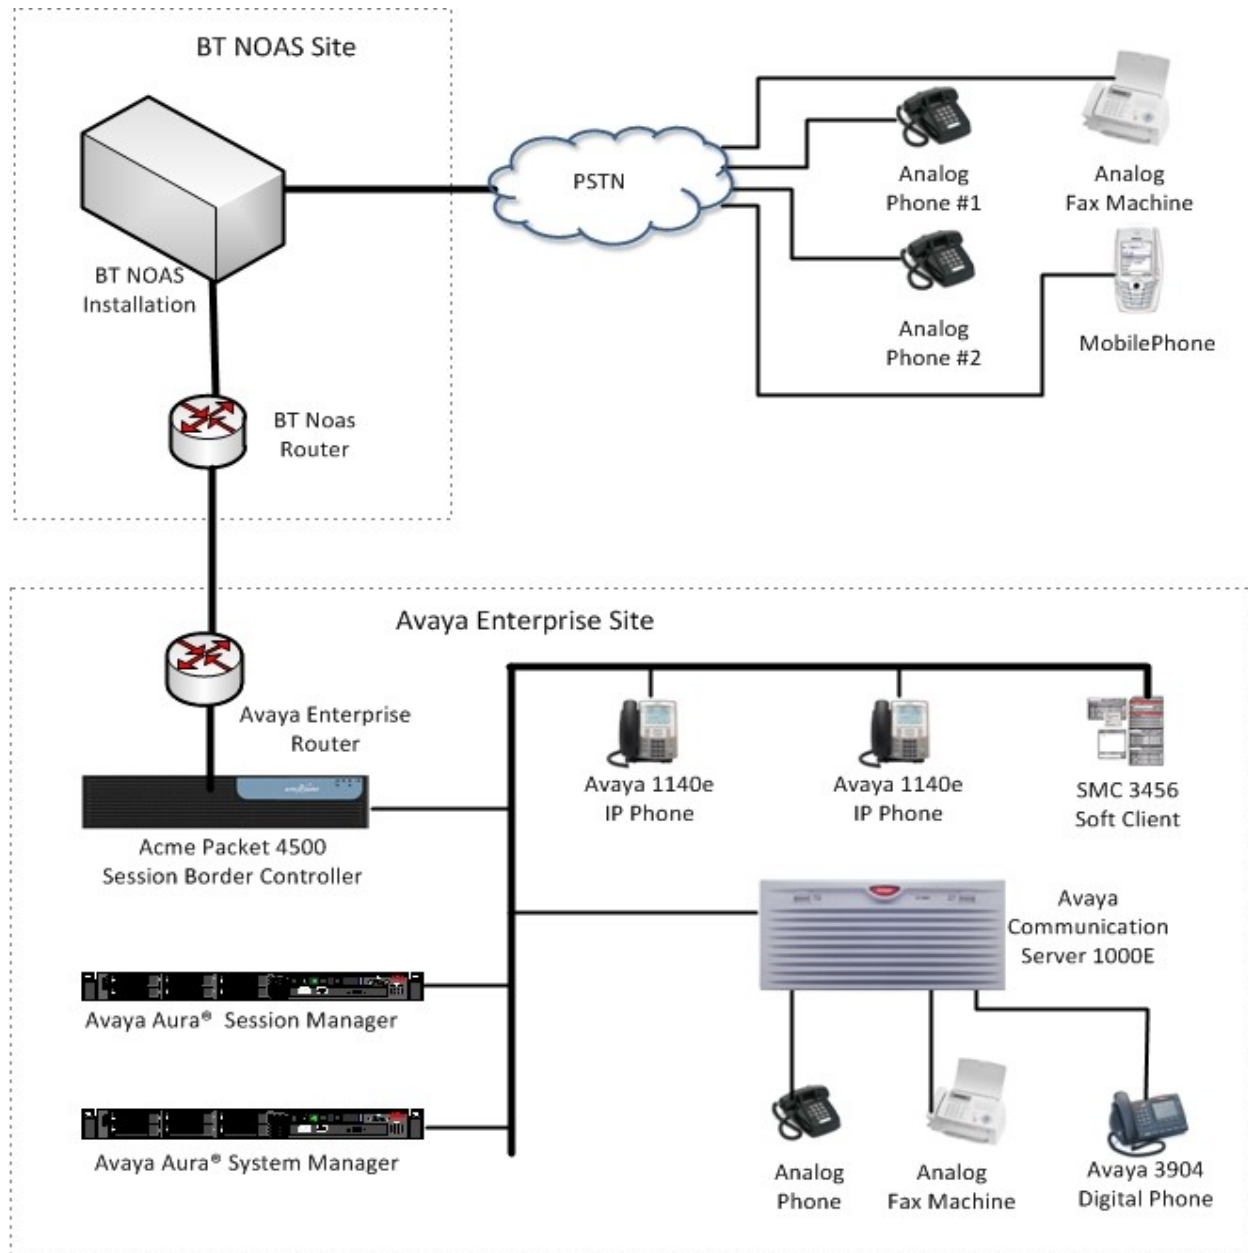 BT NOAS Site
PSTN
Analog
Phone #1
Analog
Fax Machine
BT NOAS
Installation
Analog
Phone #2
MobilePhone
BT Noas
Router
Avaya Enterprise Site
Avaya Enterprise
Router
Avaya 1140e
IP Phone
Avaya 1140e
IP Phone
SMC 3456
Soft Client
Acme Packet 4500
Session Border Controller
Avaya
Communication
Server 1000E
Avaya Aura® Session Manager
Avaya Aura® System Manager
Analog
Phone
Analog
Fax Machine
Avaya 3904
Digital Phone